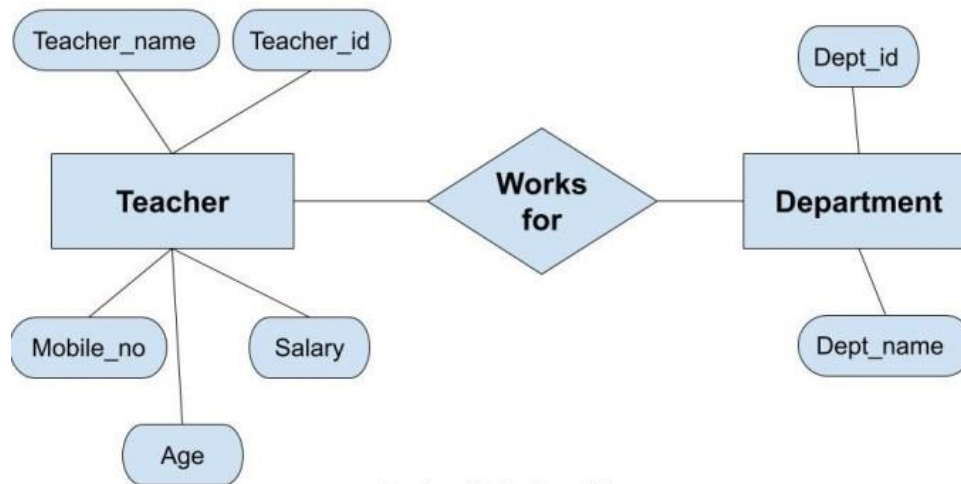 Teacher_name
Teacher_id
Dept_id
Teacher
Works
for
Department
Mobile_no
Salary
Dept_name
Age